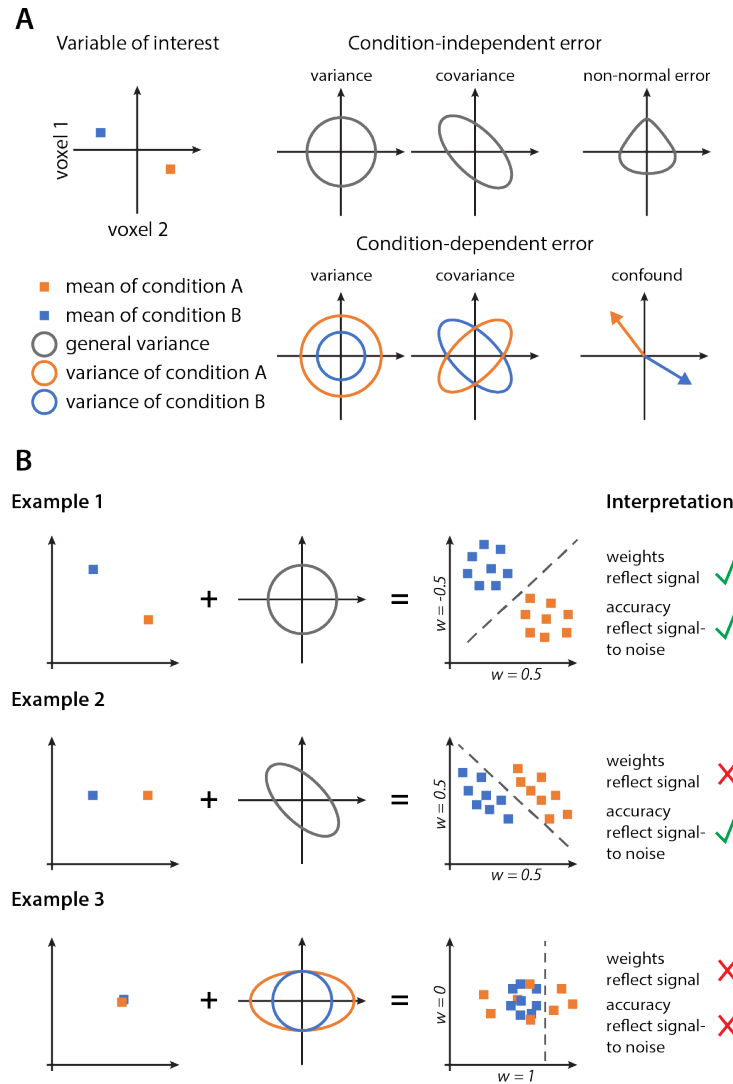 A
Variable of interest
Condition-independent error
variance
covariance
non-normal error
voxel 1
voxel 2
Condition-dependent error
variance
covariance
confound
mean of condition A
mean of condition B
general variance
variance of condition A
variance of condition B
B
Example 1
Interpretation
+
=
w = -0.5
w = 0.5
weights
reflect signal
accuracy
reflect signal-
to noise
Example 2
+
=
w = 0.5
w = 0.5
weights
reflect signal
accuracy
reflect signal-
to noise
Example 3
+
=
w = 0
w = 1
weights
reflect signal
accuracy
reflect signal-
to noise